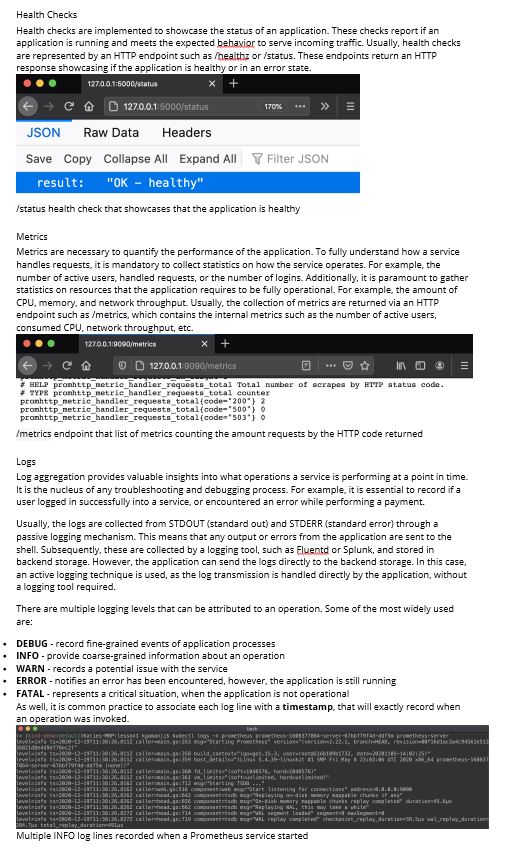 Health Checks
Health checks are implemented to showcase the status of an application. These checks report if an
application is running and meets the expected behavior to serve incoming traffic. Usually, health checks
are represented by an HTTP endpoint such as /healthz or /status. These endpoints return an HTTP
response showcasing if the application is healthy or in an error state.
127.0.0.1:5000/status
127.0.0.1:5000/status 170%
JSON Raw Data Headers
Save Copy Collapse All Expand All Filter JSON
result: "OK - healthy"
/status health check that showcases that the application is healthy
Metrics
Metrics are necessary to quantify the performance of the application. To fully understand how a service
handles requests, it is mandatory to collect statistics on how the service operates. For example, the
number of active users, handled requests, or the number of logins. Additionally, it is paramount to gather
statistics on resources that the application requires to be fully operational. For example, the amount of
CPU, memory, and network throughput. Usually, the collection of metrics are returned via an HTTP
endpoint such as /metrics, which contains the internal metrics such as the number of active users,
consumed CPU, network throughput, etc.
127.0.0.1:9090/metrics
127.0.0.1:9090/metrics
# HELP promhttp_metric_handler_requests_total Total number of scrapes by HTTP status code.
# TYPE promhttp_metric_handler_requests_total counter
promhttp_metric_handler_requests_total{code="200"} 2
promhttp_metric_handler_requests_total{code="500"} 0
promhttp_metric_handler_requests_total{code="503"} 0
/metrics endpoint that list of metrics counting the amount requests by the HTTP code returned
Logs
Log aggregation provides valuable insights into what operations a service is performing at a point in time.
It is the nucleus of any troubleshooting and debugging process. For example, it is essential to record if a
user logged in successfully into a service, or encountered an error while performing a payment.
Usually, the logs are collected from STDOUT (standard out) and STDERR (standard error) through a
passive logging mechanism. This means that any output or errors from the application are sent to the
shell. Subsequently, these are collected by a logging tool, such as Fluentd or Splunk, and stored in
backend storage. However, the application can send the logs directly to the backend storage. In this case,
an active logging technique is used, as the log transmission is handled directly by the application, without
a logging tool required.
There are multiple logging levels that can be attributed to an operation. Some of the most widely used
are:
• DEBUG - record fine-grained events of application processes
• INFO - provide coarse-grained information about an operation
• WARN - records a potential issue with the service
• ERROR - notifies an error has been encountered, however, the application is still running
• FATAL - represents a critical situation, when the application is not operational
As well, it is common practice to associate each log line with a timestamp, that will exactly record when
an operation was invoked.
bash
Multiple INFO log lines recorded when a Prometheus service started